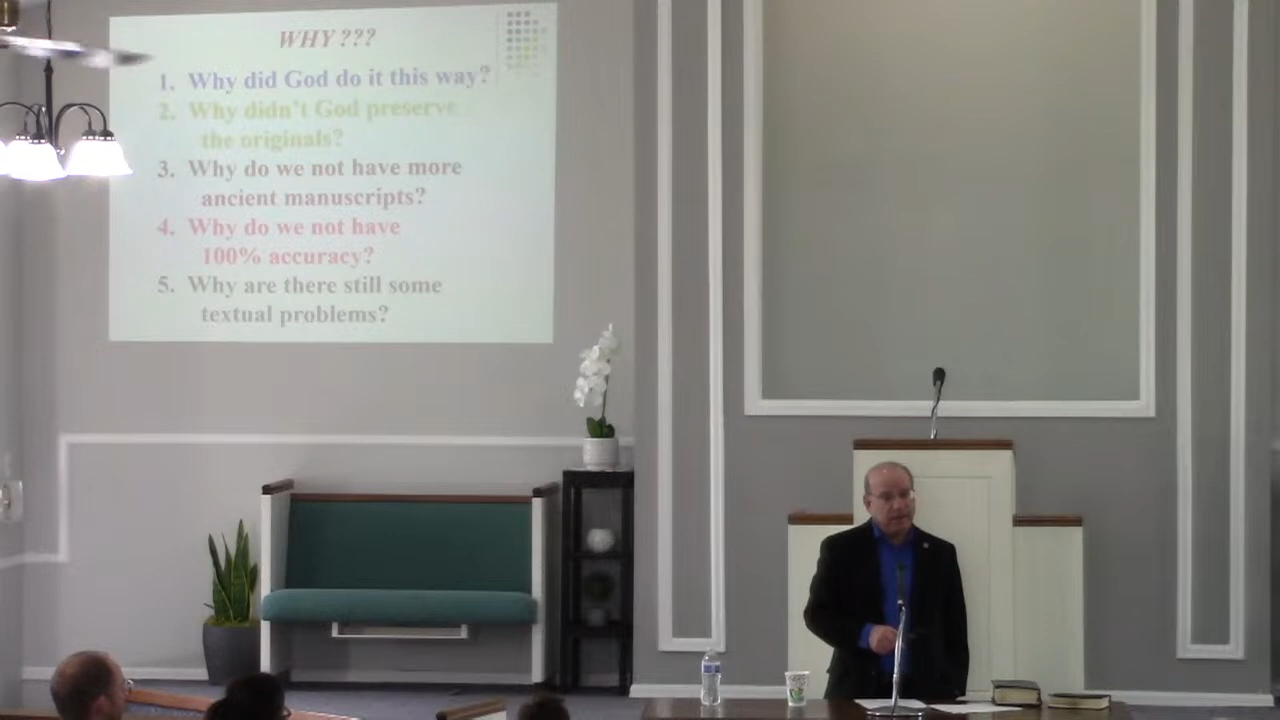 WHY ???
1. Why did God do it this way?
2. Why didn't God preserve
the originals?
3. Why do we not have more
ancient manuscripts?
4. Why do we not have
100% accuracy?
5. Why are there still some
textual problems?